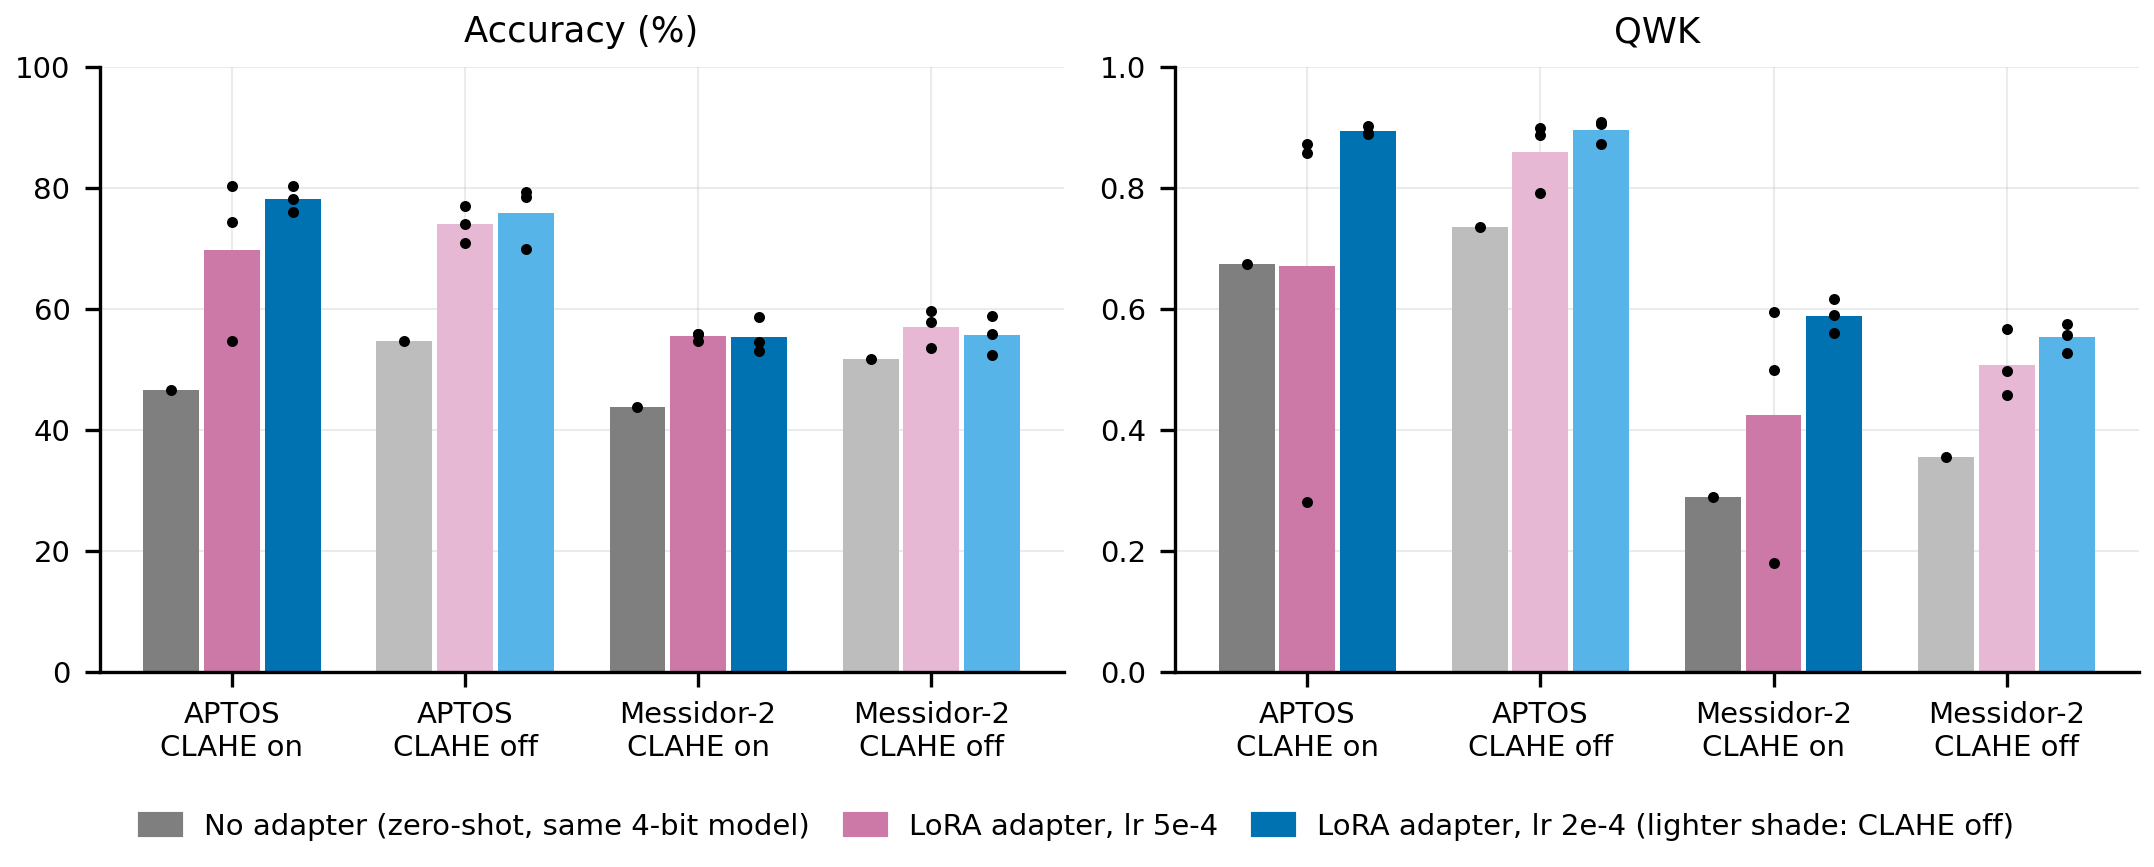 Accuracy (%)
100
80
60
40
20
0
APTOS
CLAHE on
APTOS
CLAHE off
Messidor-2
CLAHE on
Messidor-2
CLAHE off
QWK
1.0
0.8
0.6
0.4
0.2
0.0
APTOS
CLAHE on
APTOS
CLAHE off
Messidor-2
CLAHE on
Messidor-2
CLAHE off
No adapter (zero-shot, same 4-bit model)
LoRA adapter, lr 5e-4
LoRA adapter, lr 2e-4 (lighter shade: CLAHE off)